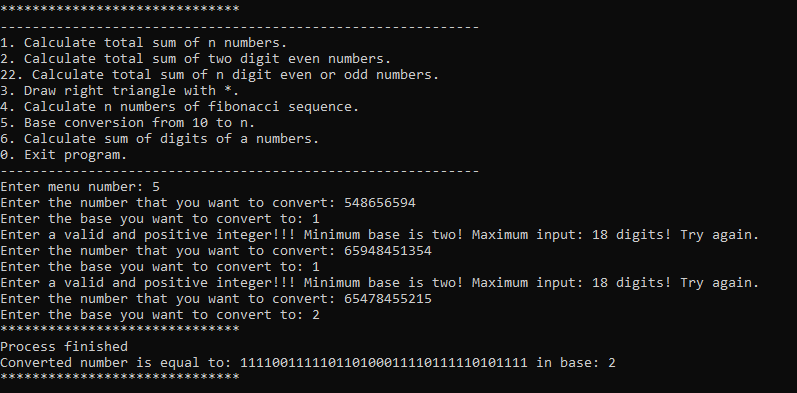 ******************************
------------------------------------------------------------
1. Calculate total sum of n numbers.
2. Calculate total sum of two digit even numbers.
22. Calculate total sum of n digit even or odd numbers.
3. Draw right triangle with *.
4. Calculate n numbers of fibonacci sequence.
5. Base conversion from 10 to n.
6. Calculate sum of digits of a numbers.
0. Exit program.
------------------------------------------------------------
Enter menu number: 5
Enter the number that you want to convert: 548656594
Enter the base you want to convert to: 1
Enter a valid and positive integer!!! Minimum base is two! Maximum input: 18 digits! Try again.
Enter the number that you want to convert: 65948451354
Enter the base you want to convert to: 1
Enter a valid and positive integer!!! Minimum base is two! Maximum input: 18 digits! Try again.
Enter the number that you want to convert: 65478455215
Enter the base you want to convert to: 2
******************************
Process finished
Converted number is equal to: 111100111110110100011110111110101111 in base: 2
******************************